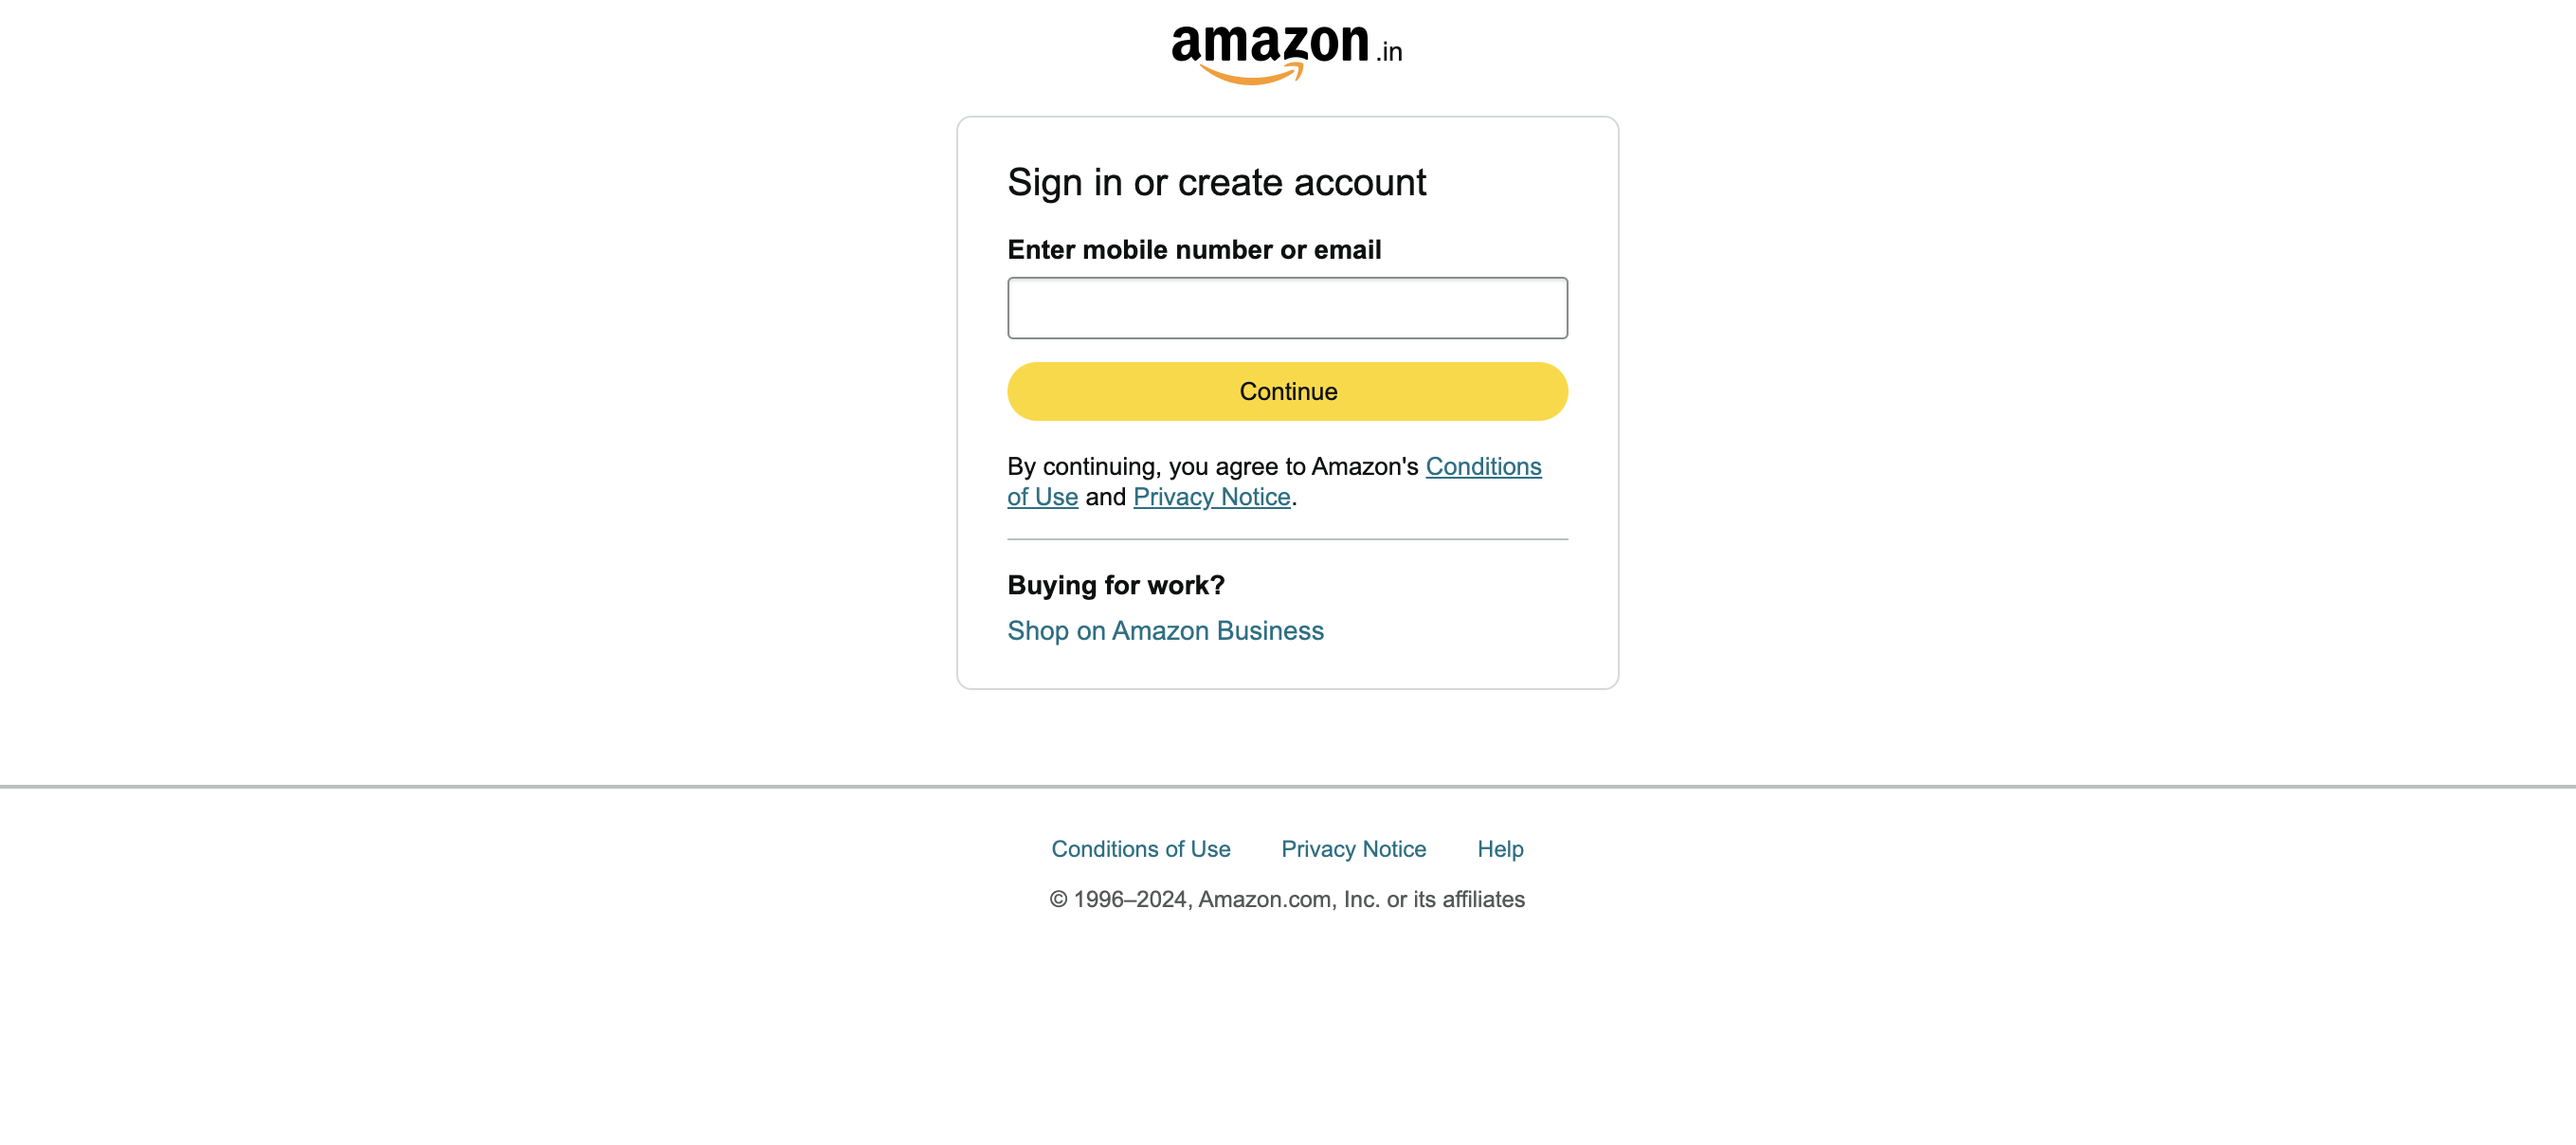 amazon.in
Sign in or create account
Enter mobile number or email
Continue
By continuing, you agree to Amazon's Conditions
of Use and Privacy Notice.
Buying for work?
Shop on Amazon Business
Conditions of Use Privacy Notice Help
© 1996–2024, Amazon.com, Inc. or its affiliates